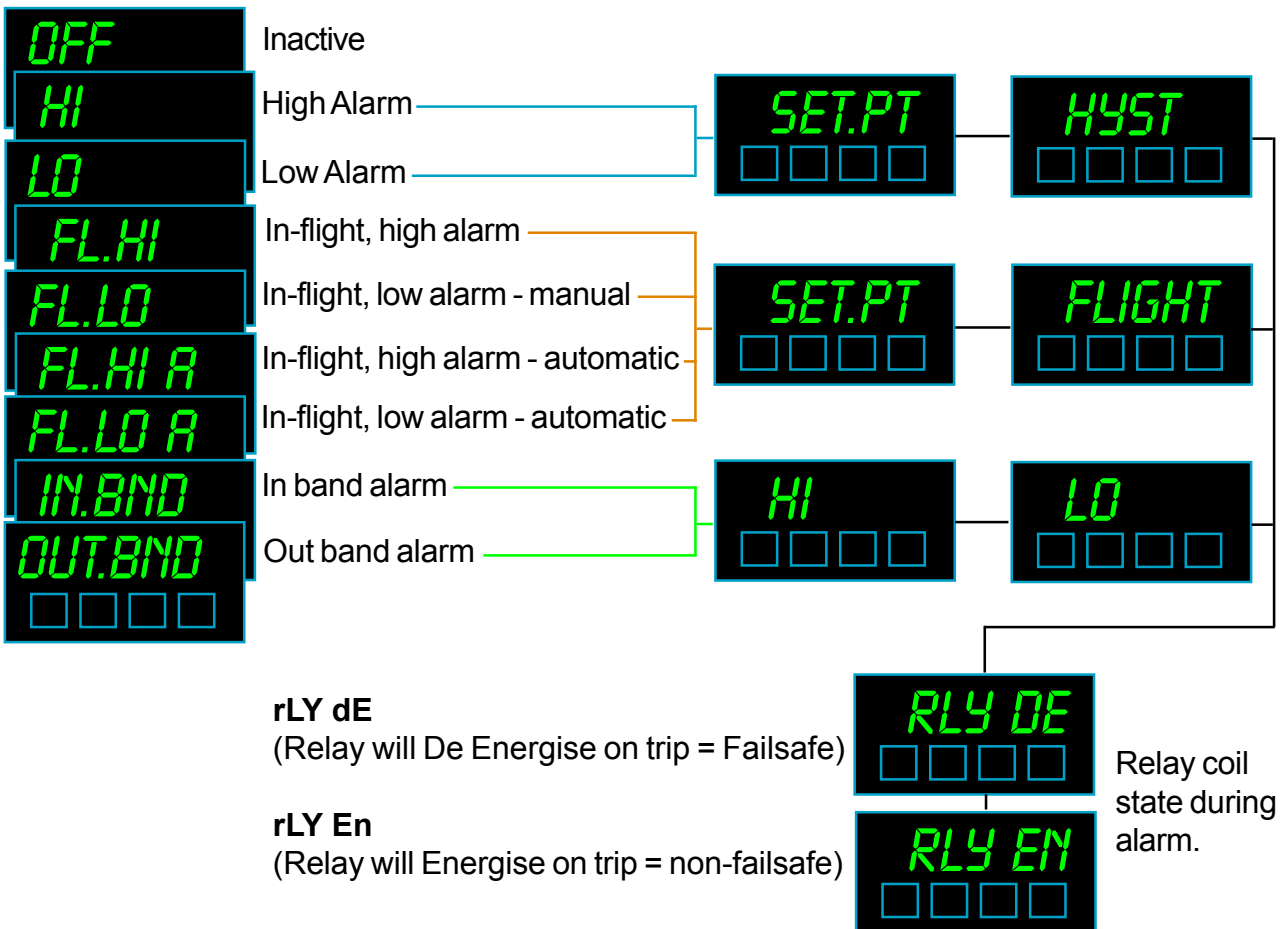 OFF
Inactive
HI
High Alarm
SET.PT
HYST
LO
Low Alarm
FL.HI
In-flight, high alarm
FL.LO
In-flight, low alarm - manual
SET.PT
FLIGHT
FL.HI A
In-flight, high alarm - automatic
FL.LO A
In-flight, low alarm - automatic
IN.BND
In band alarm
HI
LO
OUT.BND
Out band alarm
rLY dE
(Relay will De Energise on trip = Failsafe)
RLY DE
Relay coil
state during
alarm.
rLY En
(Relay will Energise on trip = non-failsafe)
RLY EN